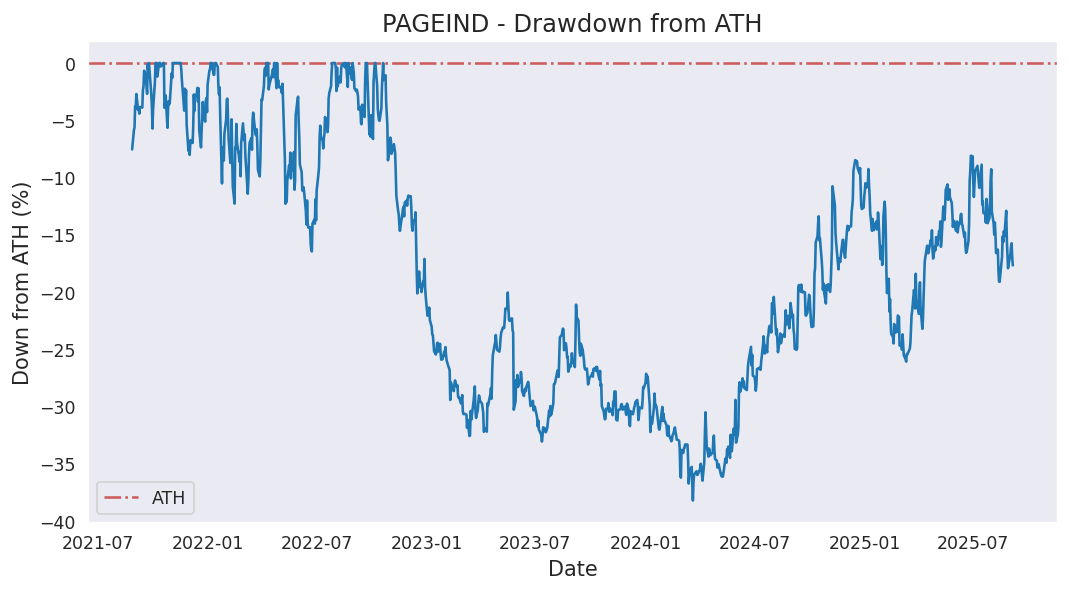 PAGEIND - Drawdown from ATH
Down from ATH (%)
0
−5
−10
−15
−20
−25
−30
−35
−40
ATH
2021-07 2022-01 2022-07 2023-01 2023-07 2024-01 2024-07 2025-01 2025-07
Date